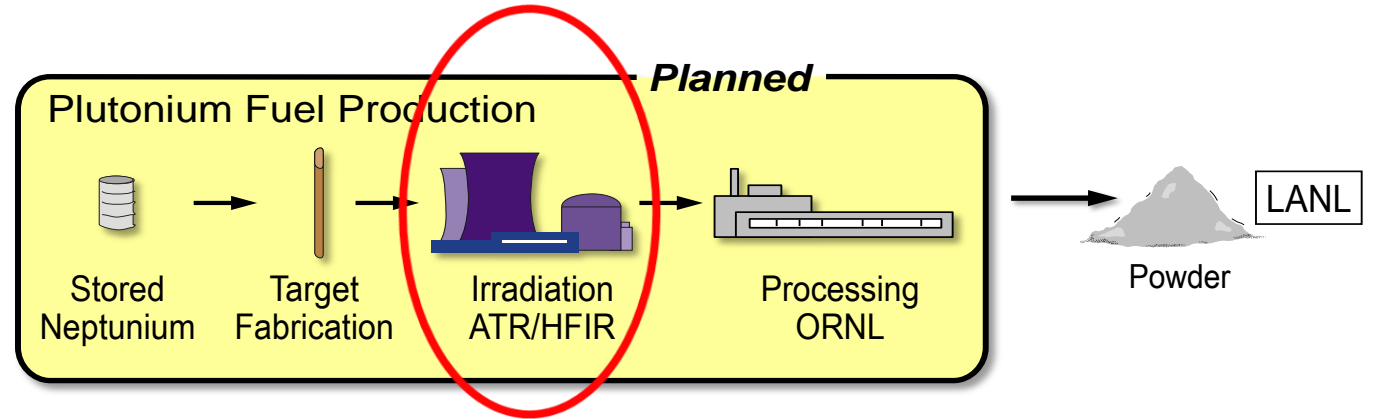 Planned
Plutonium Fuel Production
Stored
Neptunium
Target
Fabrication
Irradiation
ATR/HFIR
Processing
ORNL
Powder
LANL